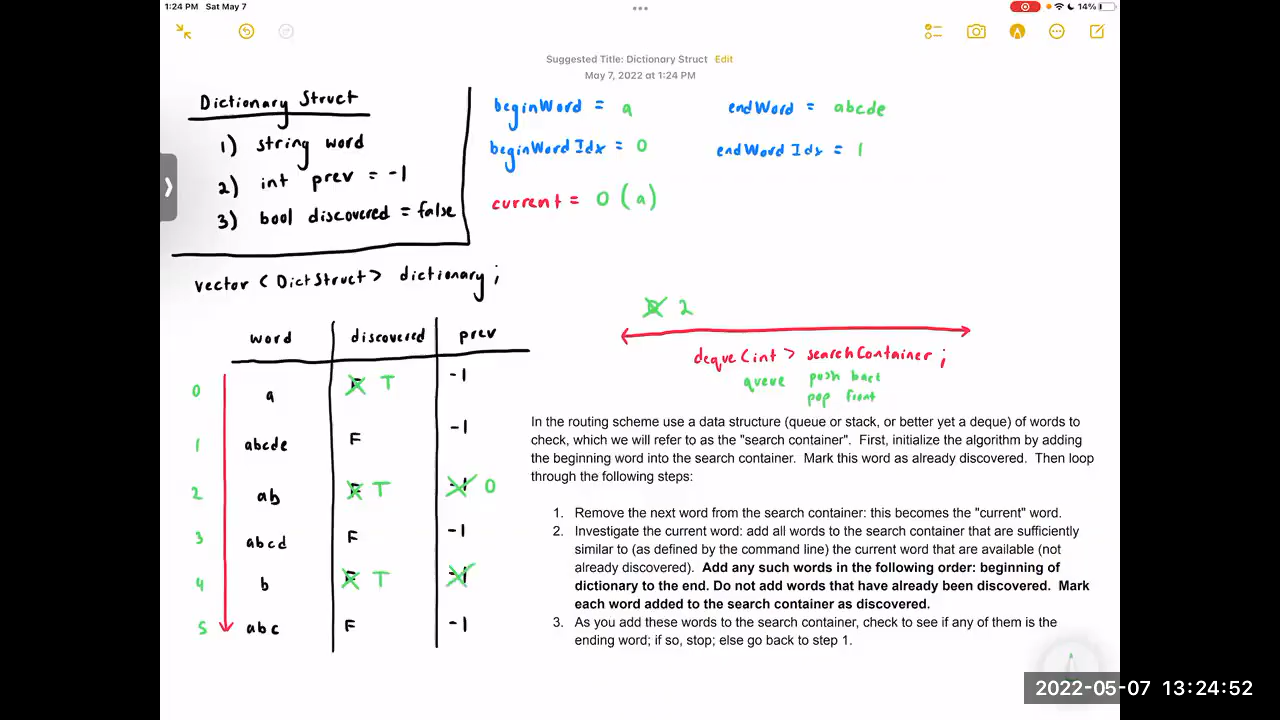 1:24 PM Sat May 7
14%
Suggested Title: Dictionary Struct Edit
May 7, 2022 at 1:24 PM
Dictionary Struct
1) string word
2) int prev = -1
3) bool discovered = false
beginWord = a
endWord = abcde
beginWordIdx = 0
endWordIdx = 1
current = 0 (a)
vector <DictStruct> dictionary;
2
deque<int> searchContainer;
queue push back
pop front
word discovered prev
0 a F T -1
1 abcde F -1
2 ab F T -1 0
3 abcd F -1
4 b F T -1
5 abc F -1
In the routing scheme use a data structure (queue or stack, or better yet a deque) of words to
check, which we will refer to as the "search container". First, initialize the algorithm by adding
the beginning word into the search container. Mark this word as already discovered. Then loop
through the following steps:
1. Remove the next word from the search container: this becomes the "current" word.
2. Investigate the current word: add all words to the search container that are sufficiently
similar to (as defined by the command line) the current word that are available (not
already discovered). Add any such words in the following order: beginning of
dictionary to the end. Do not add words that have already been discovered. Mark
each word added to the search container as discovered.
3. As you add these words to the search container, check to see if any of them is the
ending word; if so, stop; else go back to step 1.
2022-05-07 13:24:52